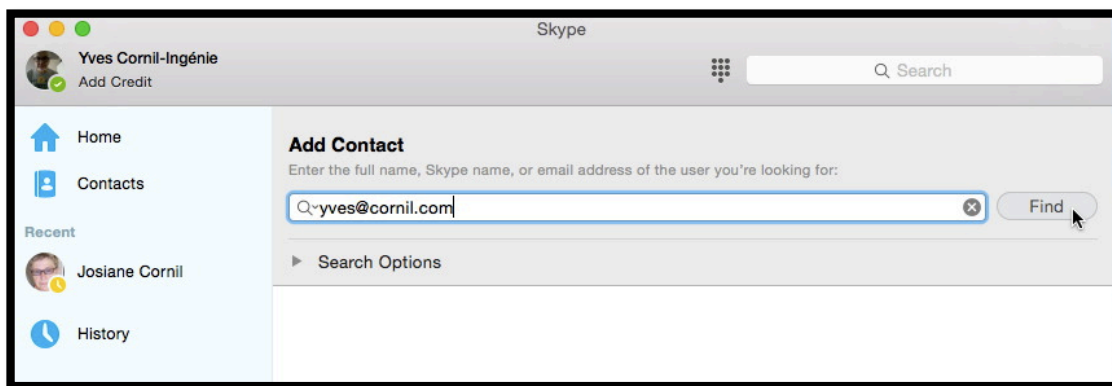 Skype
Yves Cornil-Ingénie
Add Credit
Search
Home
Contacts
Recent
Josiane Cornil
History
Add Contact
Enter the full name, Skype name, or email address of the user you're looking for:
yves@cornil.com
Find
Search Options